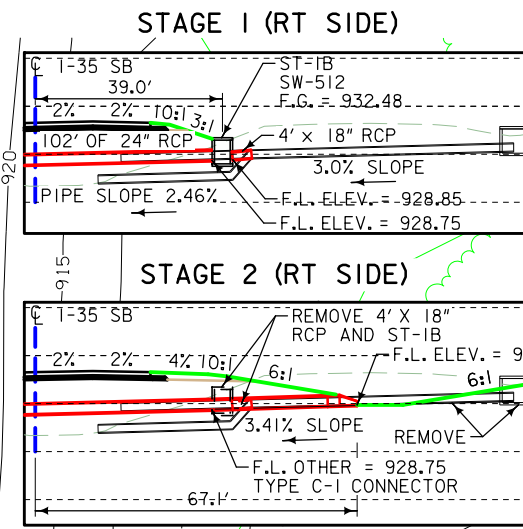 STAGE 1 (RT SIDE)
℄ I-35 SB
39.0'
ST-1B
SW-512
F.G. = 932.48
2% 2% 10:1 3:1
102' OF 24" RCP
4' x 18" RCP
3.0% SLOPE
920
PIPE SLOPE 2.46%
F.L. ELEV. = 928.85
F.L. ELEV. = 928.75
915
STAGE 2 (RT SIDE)
℄ I-35 SB
REMOVE 4' X 18"
RCP AND ST-1B
2% 2% 4% 10:1
F.L. ELEV. = 9
6:1
6:1
3.41% SLOPE
REMOVE
F.L. OTHER = 928.75
TYPE C-1 CONNECTOR
67.1'